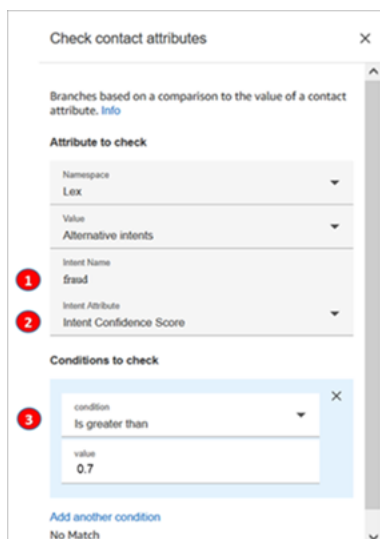 Check contact attributes
Branches based on a comparison to the value of a contact
attribute. Info
Attribute to check
Namespace
Lex
Value
Alternative intents
1
Intent Name
fraud
2
Intent Attribute
Intent Confidence Score
Conditions to check
3
condition
Is greater than
value
0.7
Add another condition
No Match